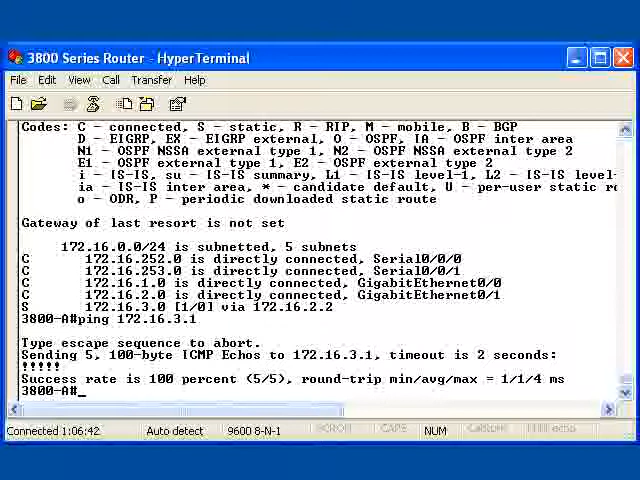 3800 Series Router - HyperTerminal
File Edit View Call Transfer Help
Codes: C - connected, S - static, R - RIP, M - mobile, B - BGP
D - EIGRP, EX - EIGRP external, O - OSPF, IA - OSPF inter area
N1 - OSPF NSSA external type 1, N2 - OSPF NSSA external type 2
E1 - OSPF external type 1, E2 - OSPF external type 2
i - IS-IS, su - IS-IS summary, L1 - IS-IS level-1, L2 - IS-IS level-
ia - IS-IS inter area, * - candidate default, U - per-user static ro
o - ODR, P - periodic downloaded static route
Gateway of last resort is not set
172.16.0.0/24 is subnetted, 5 subnets
C 172.16.252.0 is directly connected, Serial0/0/0
C 172.16.253.0 is directly connected, Serial0/0/1
C 172.16.1.0 is directly connected, GigabitEthernet0/0
C 172.16.2.0 is directly connected, GigabitEthernet0/1
S 172.16.3.0 [1/0] via 172.16.2.2
3800-A#ping 172.16.3.1
Type escape sequence to abort.
Sending 5, 100-byte ICMP Echos to 172.16.3.1, timeout is 2 seconds:
!!!!!
Success rate is 100 percent (5/5), round-trip min/avg/max = 1/1/4 ms
3800-A#_
Connected 1:06:42 Auto detect 9600 8-N-1 SCROLL CAPS NUM Capture Print echo